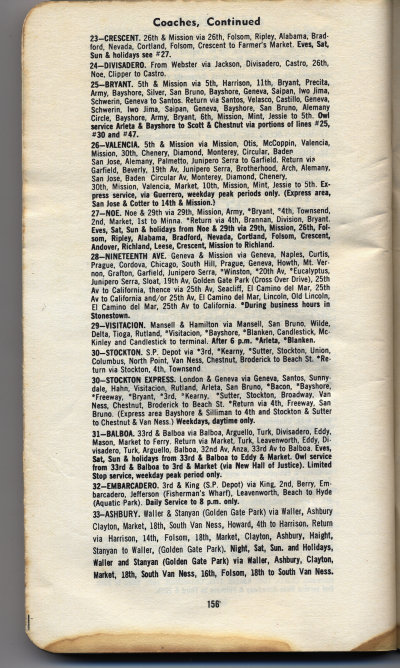 Coaches, Continued
23—CRESCENT. 26th & Mission via 26th, Folsom, Ripley, Alabama, Brad-
ford, Nevada, Cortland, Folsom, Crescent to Farmer's Market. Eves, Sat,
Sun & holidays see #27.
24—DIVISADERO. From Webster via Jackson, Divisadero, Castro, 26th,
Noe, Clipper to Castro.
25—BRYANT. 5th & Mission via 5th, Harrison, 11th, Bryant, Precita,
Army, Bayshore, Silver, San Bruno, Bayshore, Geneva, Saipan, Iwo Jima,
Schwerin, Geneva to Santos. Return via Santos, Velasco, Castillo, Geneva,
Schwerin, Iwo Jima, Saipan, Geneva, Bayshore, San Bruno, Alemany
Circle, Bayshore, Army, Bryant, 6th, Mission, Mint, Jessie to 5th. Owl
service Arleta & Bayshore to Scott & Chestnut via portions of lines #25,
#30 and #47.
26—VALENCIA. 5th & Mission via Mission, Otis, McCoppin, Valencia,
Mission, 30th, Chenery, Diamond, Monterey, Circular, Baden
San Jose, Alemany, Palmetto, Junipero Serra to Garfield. Return via
Garfield, Beverly, 19th Av, Junipero Serra, Brotherhood, Arch, Alemany,
San Jose, Baden Circular Av, Monterey, Diamond, Chenery,
30th, Mission, Valencia, Market, 10th, Mission, Mint, Jessie to 5th. Ex-
press service, via Guerrero, weekday peak periods only. (Express area,
San Jose & Cotter to 14th & Mission.)
27—NOE. Noe & 29th via 29th, Mission, Army, *Bryant, *4th, Townsend,
2nd, Market, 1st to Minna. *Return via 4th, Brannan, Division, Bryant.
Eves, Sat, Sun & holidays from Noe & 29th via 29th, Mission, 26th, Fol-
som, Ripley, Alabama, Bradford, Nevada, Cortland, Folsom, Crescent,
Andover, Richland, Leese, Crescent, Mission to Richland.
28—NINETEENTH AVE. Geneva & Mission via Geneva, Naples, Curtis,
Prague, Cordova, Chicago, South Hill, Prague, Geneva, Howth, Mt. Ver-
non, Grafton, Garfield, Junipero Serra, *Winston, *20th Av, *Eucalyptus,
Junipero Serra, Sloat, 19th Av, Golden Gate Park (Cross Over Drive), 25th
Av to California, thence via 25th Av, Seacliff, El Camino del Mar, 25th
Av to California and/or 25th Av, El Camino del Mar, Lincoln, Old Lincoln,
El Camino del Mar, 25th Av to California. *During business hours in
Stonestown.
29—VISITACION. Mansell & Hamilton via Mansell, San Bruno, Wilde,
Delta, Tioga, Rutland, *Visitacion, *Bayshore, *Blanken, Candlestick, Mc-
Kinley and Candlestick to terminal. After 6 p.m. *Arleta, *Blanken.
30—STOCKTON. S.P. Depot via *3rd, *Kearny, *Sutter, Stockton, Union,
Columbus, North Point, Van Ness, Chestnut, Broderick to Beach St. *Re-
turn via Stockton, 4th, Townsend
30—STOCKTON EXPRESS. London & Geneva via Geneva, Santos, Sunny-
dale, Hahn, Visitacion, Rutland, Arleta, San Bruno, *Bacon, *Bayshore,
*Freeway, *Bryant, *3rd, *Kearny, *Sutter, Stockton, Broadway, Van
Ness, Chestnut, Broderick to Beach St. *Return via 4th, Freeway, San
Bruno. (Express area Bayshore & Silliman to 4th and Stockton & Sutter
to Chestnut & Van Ness.) Weekdays, daytime only.
31—BALBOA. 33rd & Balboa via Balboa, Arguello, Turk, Divisadero, Eddy,
Mason, Market to Ferry. Return via Market, Turk, Leavenworth, Eddy, Di-
visadero, Turk, Arguello, Balboa, 32nd Av, Anza, 33rd Av to Balboa. Eves,
Sat, Sun & holidays from 33rd & Balboa to Eddy & Market. Owl service
from 33rd & Balboa to 3rd & Market (via New Hall of Justice). Limited
Stop service, weekday peak period only.
32—EMBARCADERO. 3rd & King (S.P. Depot) via King, 2nd, Berry, Em-
barcadero, Jefferson (Fisherman's Wharf), Leavenworth, Beach to Hyde
(Aquatic Park). Daily Service to 8 p.m. only.
33—ASHBURY. Waller & Stanyan (Golden Gate Park) via Waller, Ashbury
Clayton, Market, 18th, South Van Ness, Howard, 4th to Harrison. Return
via Harrison, 14th, Folsom, 18th, Market, Clayton, Ashbury, Haight,
Stanyan to Waller, (Golden Gate Park). Night, Sat, Sun. and Holidays,
Waller and Stanyan (Golden Gate Park) via Waller, Ashbury, Clayton,
Market, 18th, South Van Ness, 16th, Folsom, 18th to South Van Ness.
156